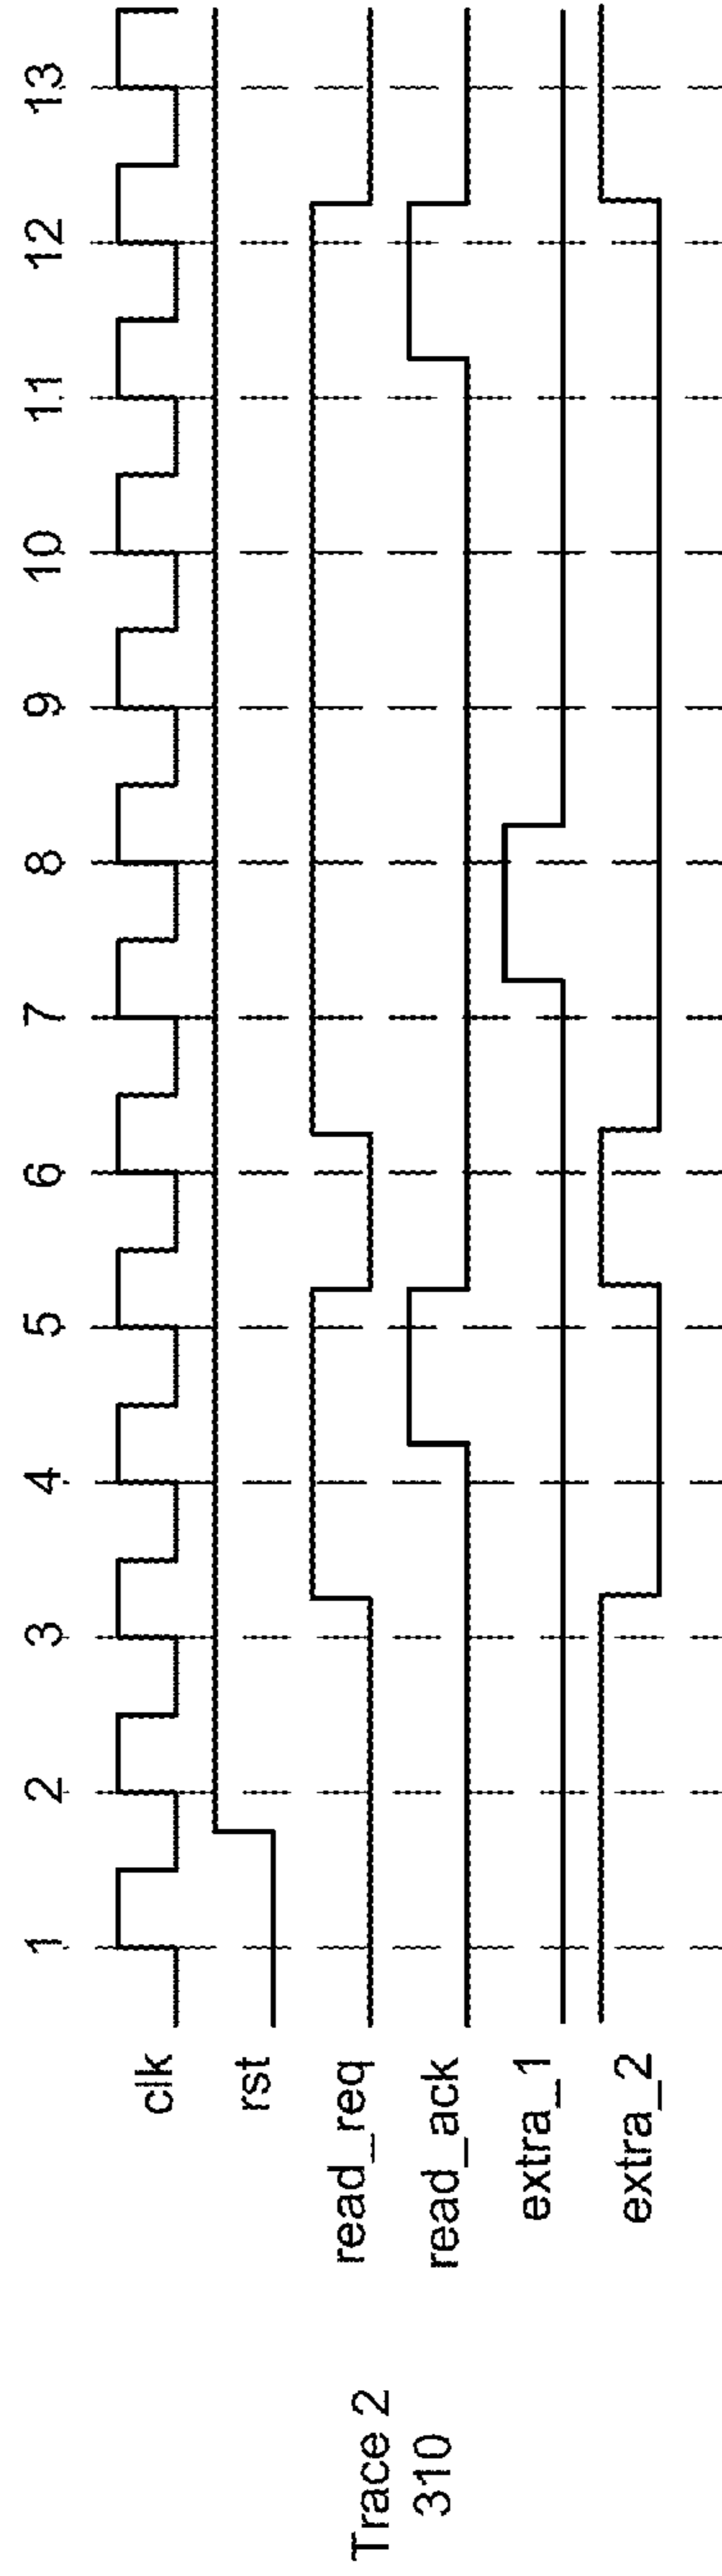 1 2 3 4 5 6 7 8 9 10 11 12 13
clk
rst
read_req
read_ack
extra_1
extra_2
Trace 2
310